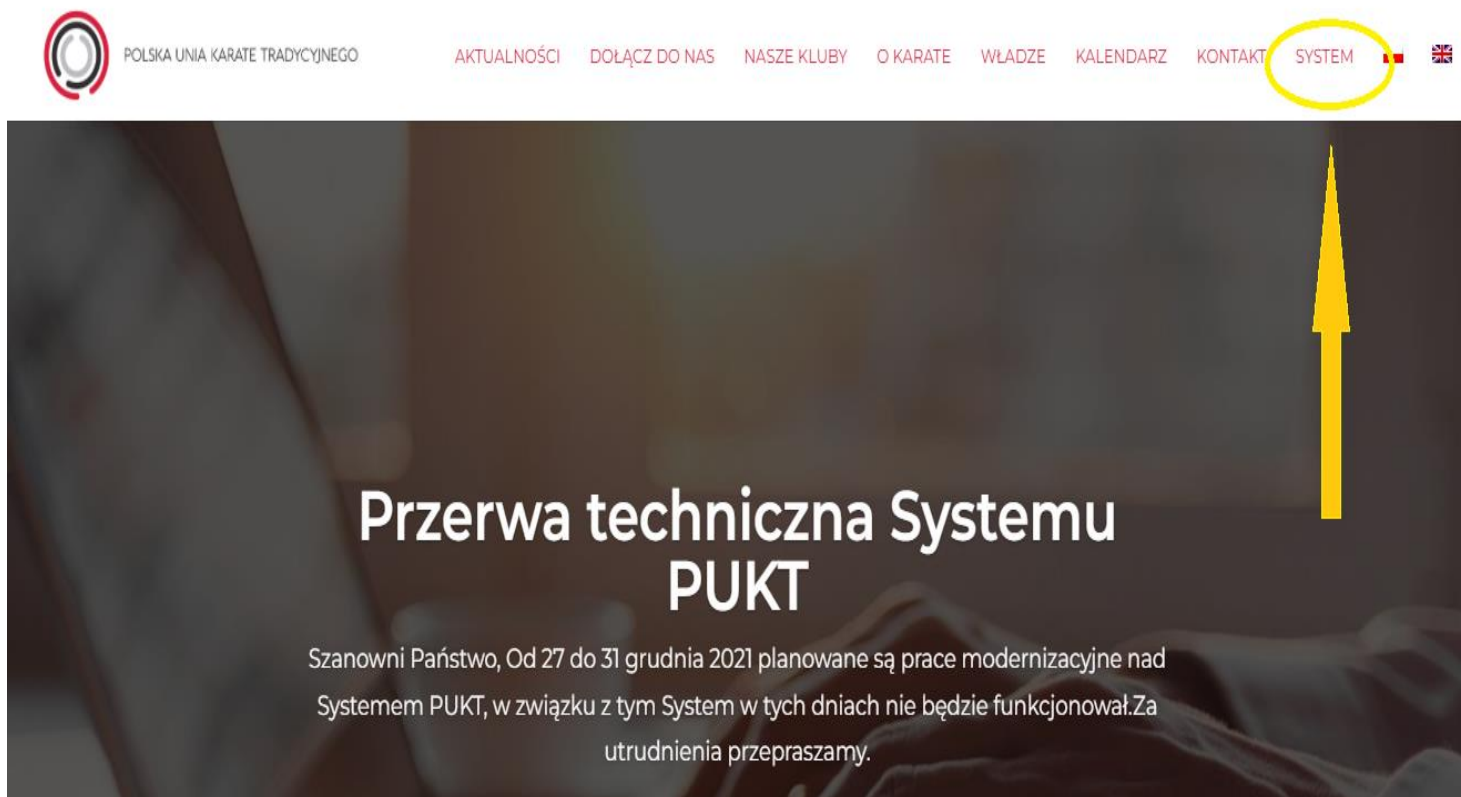 POLSKA UNIA KARATE TRADYCYJNEGO
AKTUALNOŚCI DOŁĄCZ DO NAS NASZE KLUBY O KARATE WŁADZE KALENDARZ KONTAKT SYSTEM
Przerwa techniczna Systemu
PUKT
Szanowni Państwo, Od 27 do 31 grudnia 2021 planowane są prace modernizacyjne nad
Systemem PUKT, w związku z tym System w tych dniach nie będzie funkcjonował.Za
utrudnienia przepraszamy.